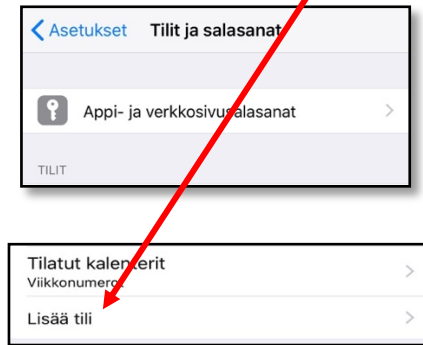 Asetukset Tilit ja salasanat
Appi- ja verkkosivusalasanat
TILIT
Tilatut kalenterit
Viikkonumerot
Lisää tili